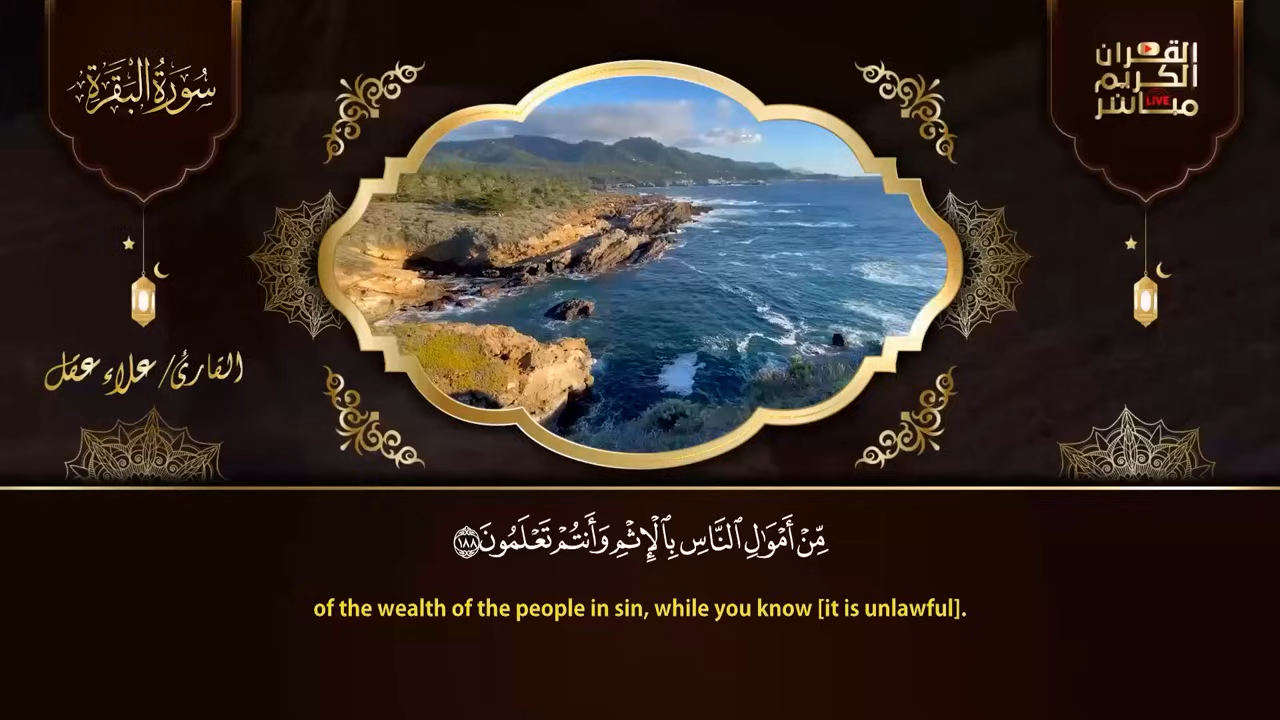 سُورَةُ البَقَرَةِ
القرآن
الكريم
مباشر
LIVE
القارئ/ علاء عقل
مِّنْ أَمْوَٰلِ ٱلنَّاسِ بِٱلْإِثْمِ وَأَنتُمْ تَعْلَمُونَ ١٨٨
of the wealth of the people in sin, while you know [it is unlawful].